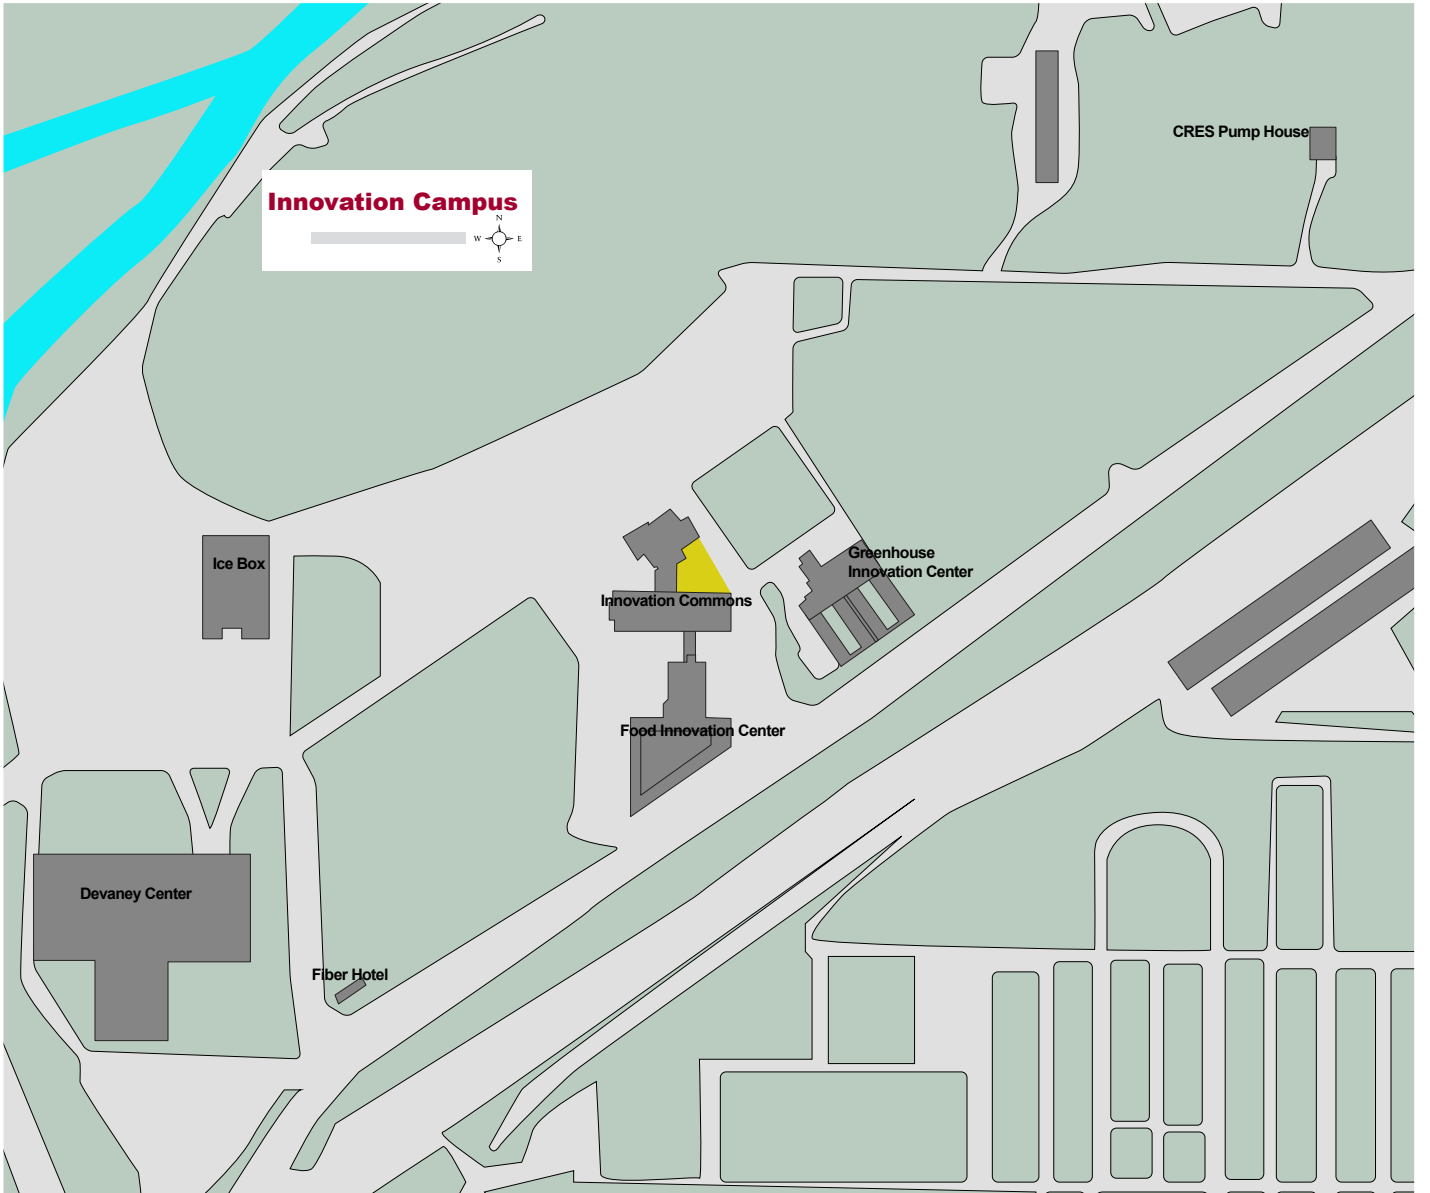 CRES Pump House
Innovation Campus
N
W E
S
Ice Box
Greenhouse
Innovation Center
Innovation Commons
Food Innovation Center
Devaney Center
Fiber Hotel